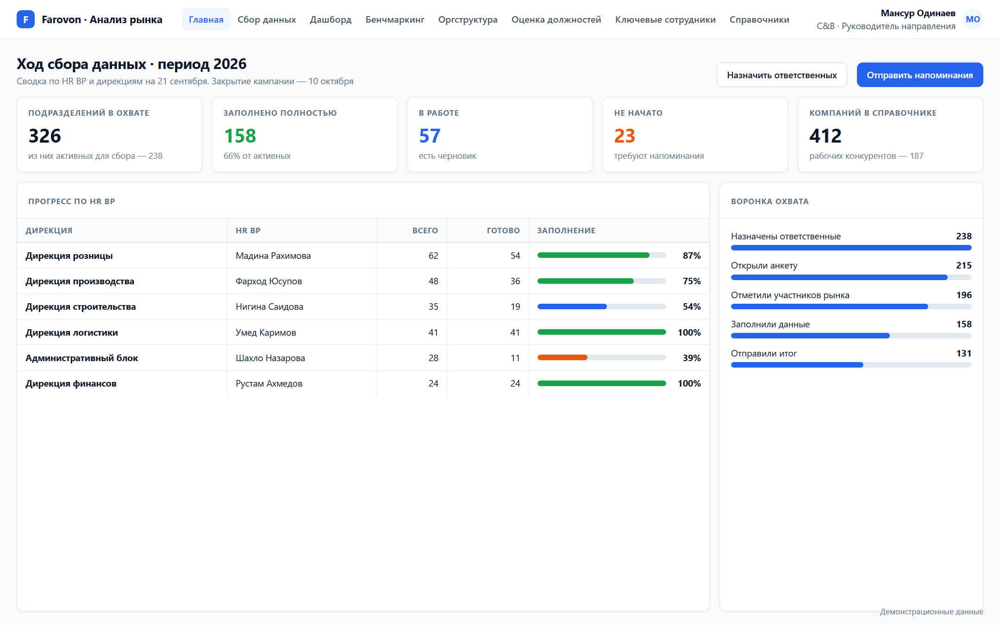 F
Farovon · Анализ рынка
Главная
Сбор данных
Дашборд
Бенчмаркинг
Оргструктура
Оценка должностей
Ключевые сотрудники
Справочники
Мансур Одинаев
C&B · Руководитель направления
МО
Ход сбора данных · период 2026
Сводка по HR BP и дирекциям на 21 сентября. Закрытие кампании — 10 октября
Назначить ответственных
Отправить напоминания
ПОДРАЗДЕЛЕНИЙ В ОХВАТЕ
326
из них активных для сбора — 238
ЗАПОЛНЕНО ПОЛНОСТЬЮ
158
66% от активных
В РАБОТЕ
57
есть черновик
НЕ НАЧАТО
23
требуют напоминания
КОМПАНИЙ В СПРАВОЧНИКЕ
412
рабочих конкурентов — 187
ПРОГРЕСС ПО HR BP
ДИРЕКЦИЯ HR BP ВСЕГО ГОТОВО ЗАПОЛНЕНИЕ
Дирекция розницы Мадина Рахимова 62 54 87%
Дирекция производства Фарход Юсупов 48 36 75%
Дирекция строительства Нигина Саидова 35 19 54%
Дирекция логистики Умед Каримов 41 41 100%
Административный блок Шахло Назарова 28 11 39%
Дирекция финансов Рустам Ахмедов 24 24 100%
ВОРОНКА ОХВАТА
Назначены ответственные 238
Открыли анкету 215
Отметили участников рынка 196
Заполнили данные 158
Отправили итог 131
Демонстрационные данные